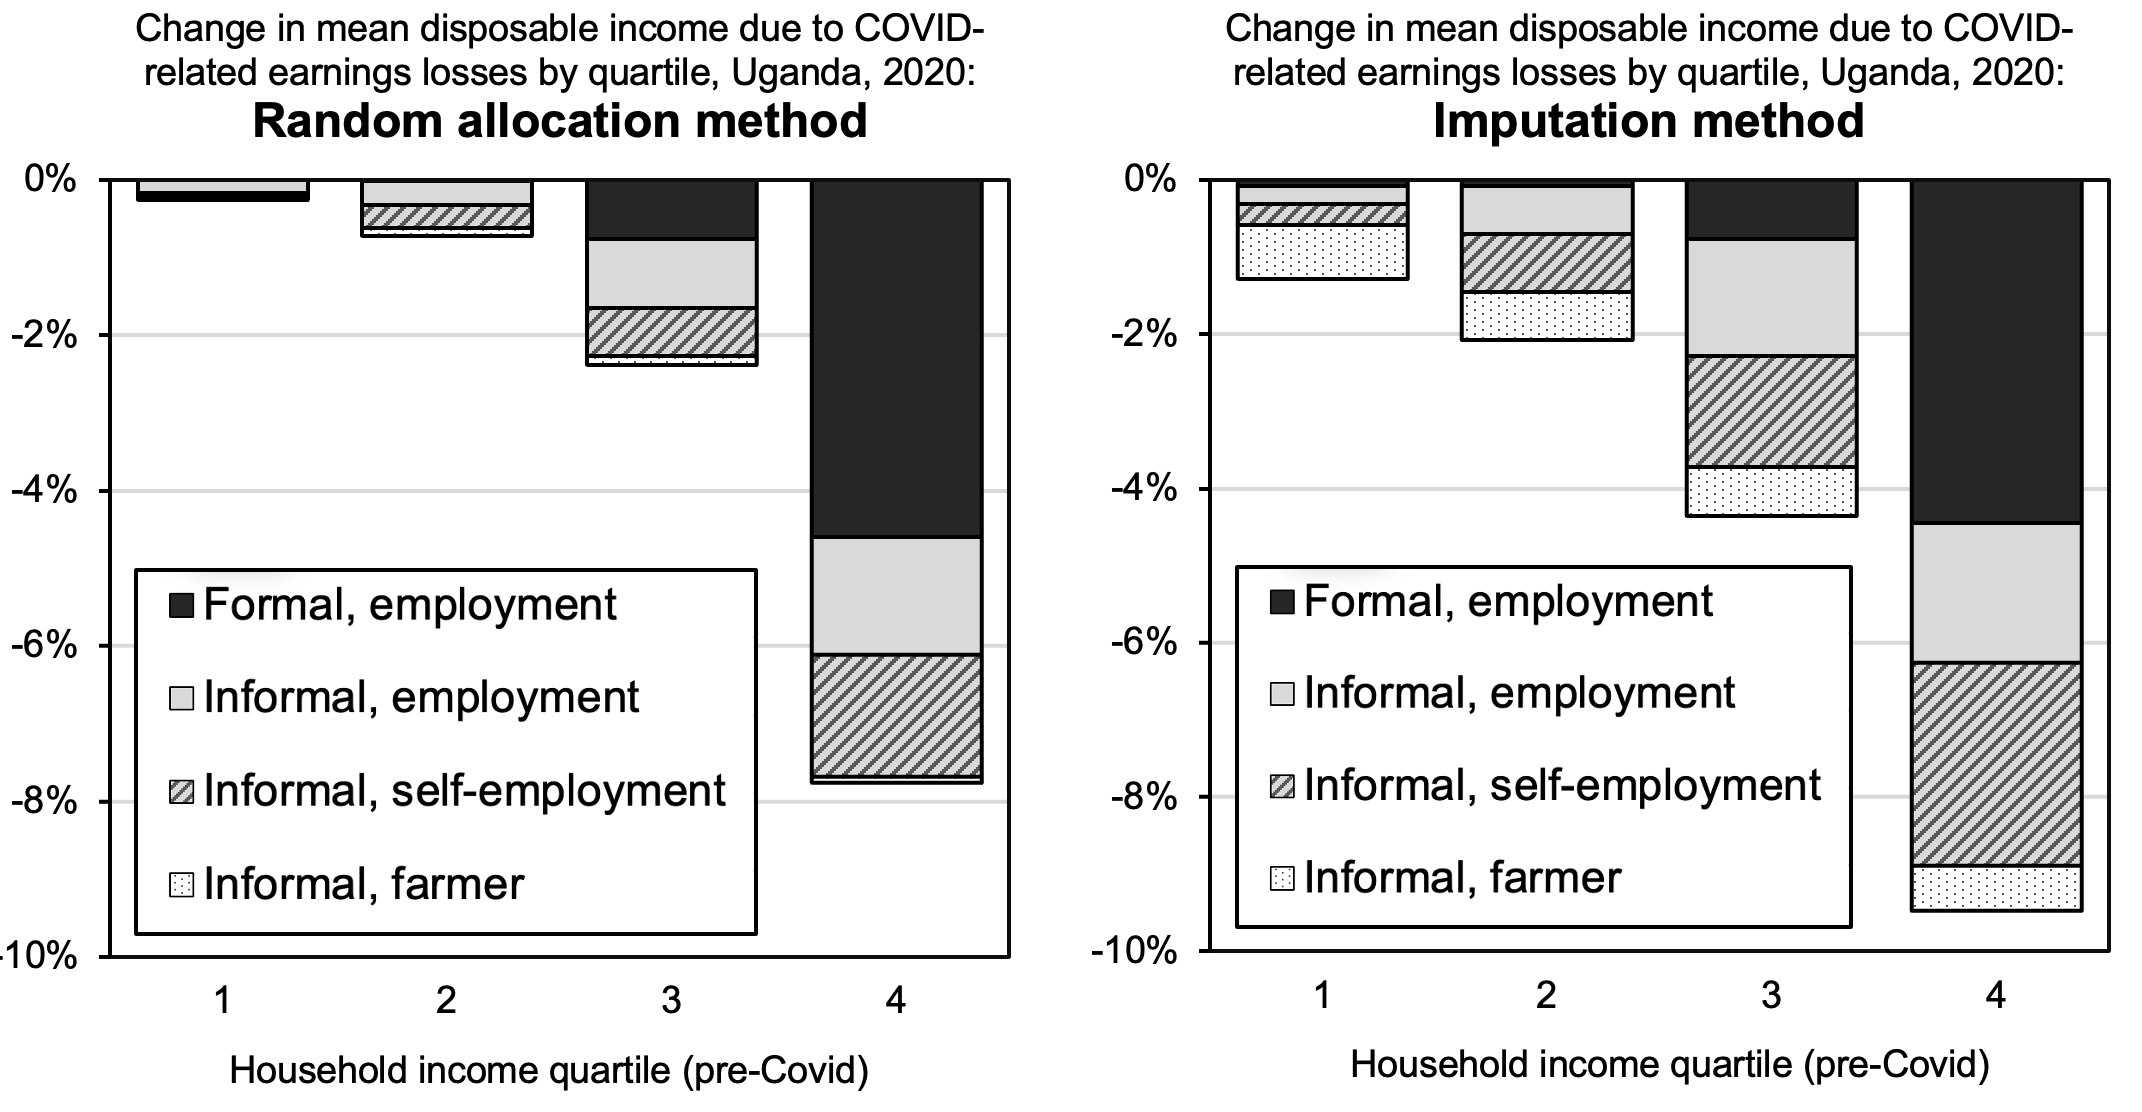 Change in mean disposable income due to COVID-
related earnings losses by quartile, Uganda, 2020:
Random allocation method
0%
-2%
-4%
-6%
-8%
-10%
Formal, employment
Informal, employment
Informal, self-employment
Informal, farmer
1 2 3 4
Household income quartile (pre-Covid)
Change in mean disposable income due to COVID-
related earnings losses by quartile, Uganda, 2020:
Imputation method
0%
-2%
-4%
-6%
-8%
-10%
Formal, employment
Informal, employment
Informal, self-employment
Informal, farmer
1 2 3 4
Household income quartile (pre-Covid)